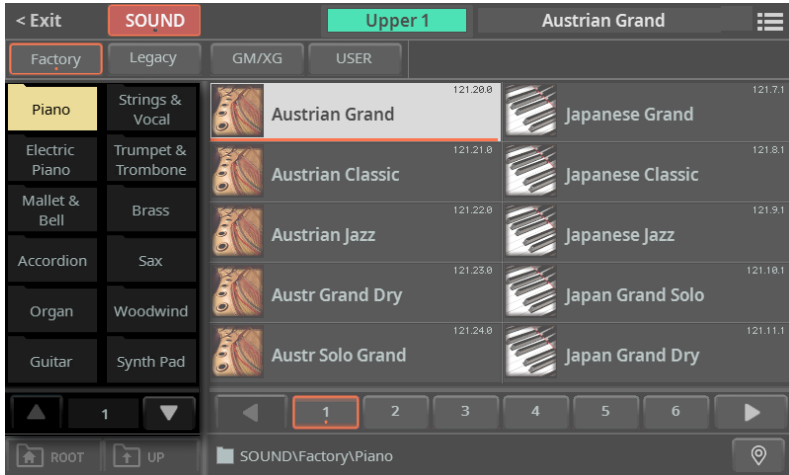 < Exit
SOUND
Upper 1
Austrian Grand
Factory
Legacy
GM/XG
USER
Piano
Strings &
Vocal
Electric
Piano
Trumpet &
Trombone
Mallet &
Bell
Brass
Accordion
Sax
Organ
Woodwind
Guitar
Synth Pad
1
121.20.0
Austrian Grand
121.7.1
Japanese Grand
121.21.0
Austrian Classic
121.8.1
Japanese Classic
121.22.0
Austrian Jazz
121.9.1
Japanese Jazz
121.23.0
Austr Grand Dry
121.10.1
Japan Grand Solo
121.24.0
Austr Solo Grand
121.11.1
Japan Grand Dry
1
2
3
4
5
6
ROOT
UP
SOUND\Factory\Piano